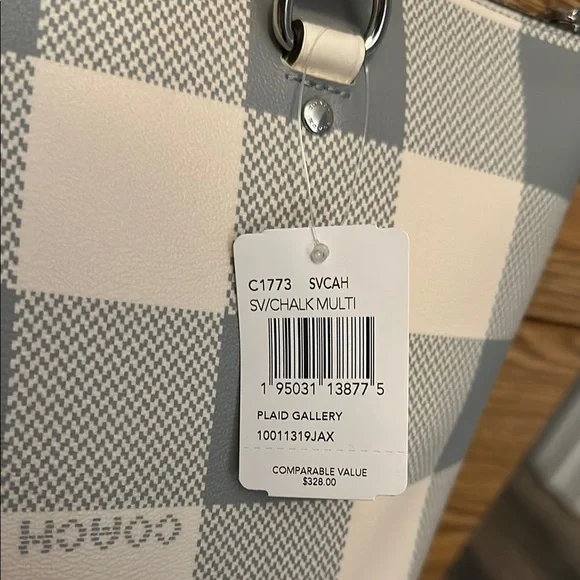 C1773 SVCAH
SV/CHALK MULTI
1 95031 13877 5
PLAID GALLERY
10011319JAX
COMPARABLE VALUE
$328.00
COACH